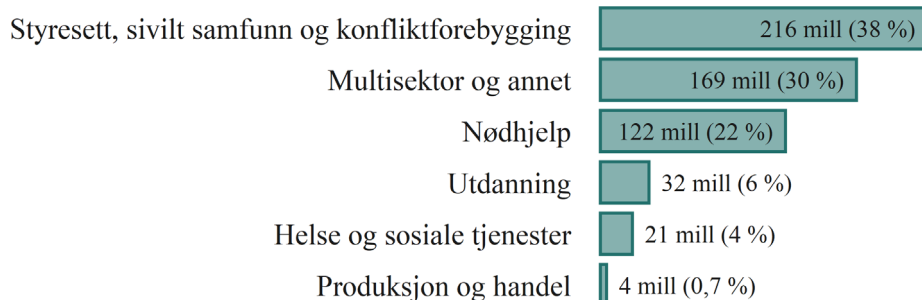 Styresett, sivilt samfunn og konfliktforebygging 216 mill (38 %)
Multisektor og annet 169 mill (30 %)
Nødhjelp 122 mill (22 %)
Utdanning 32 mill (6 %)
Helse og sosiale tjenester 21 mill (4 %)
Produksjon og handel 4 mill (0,7 %)